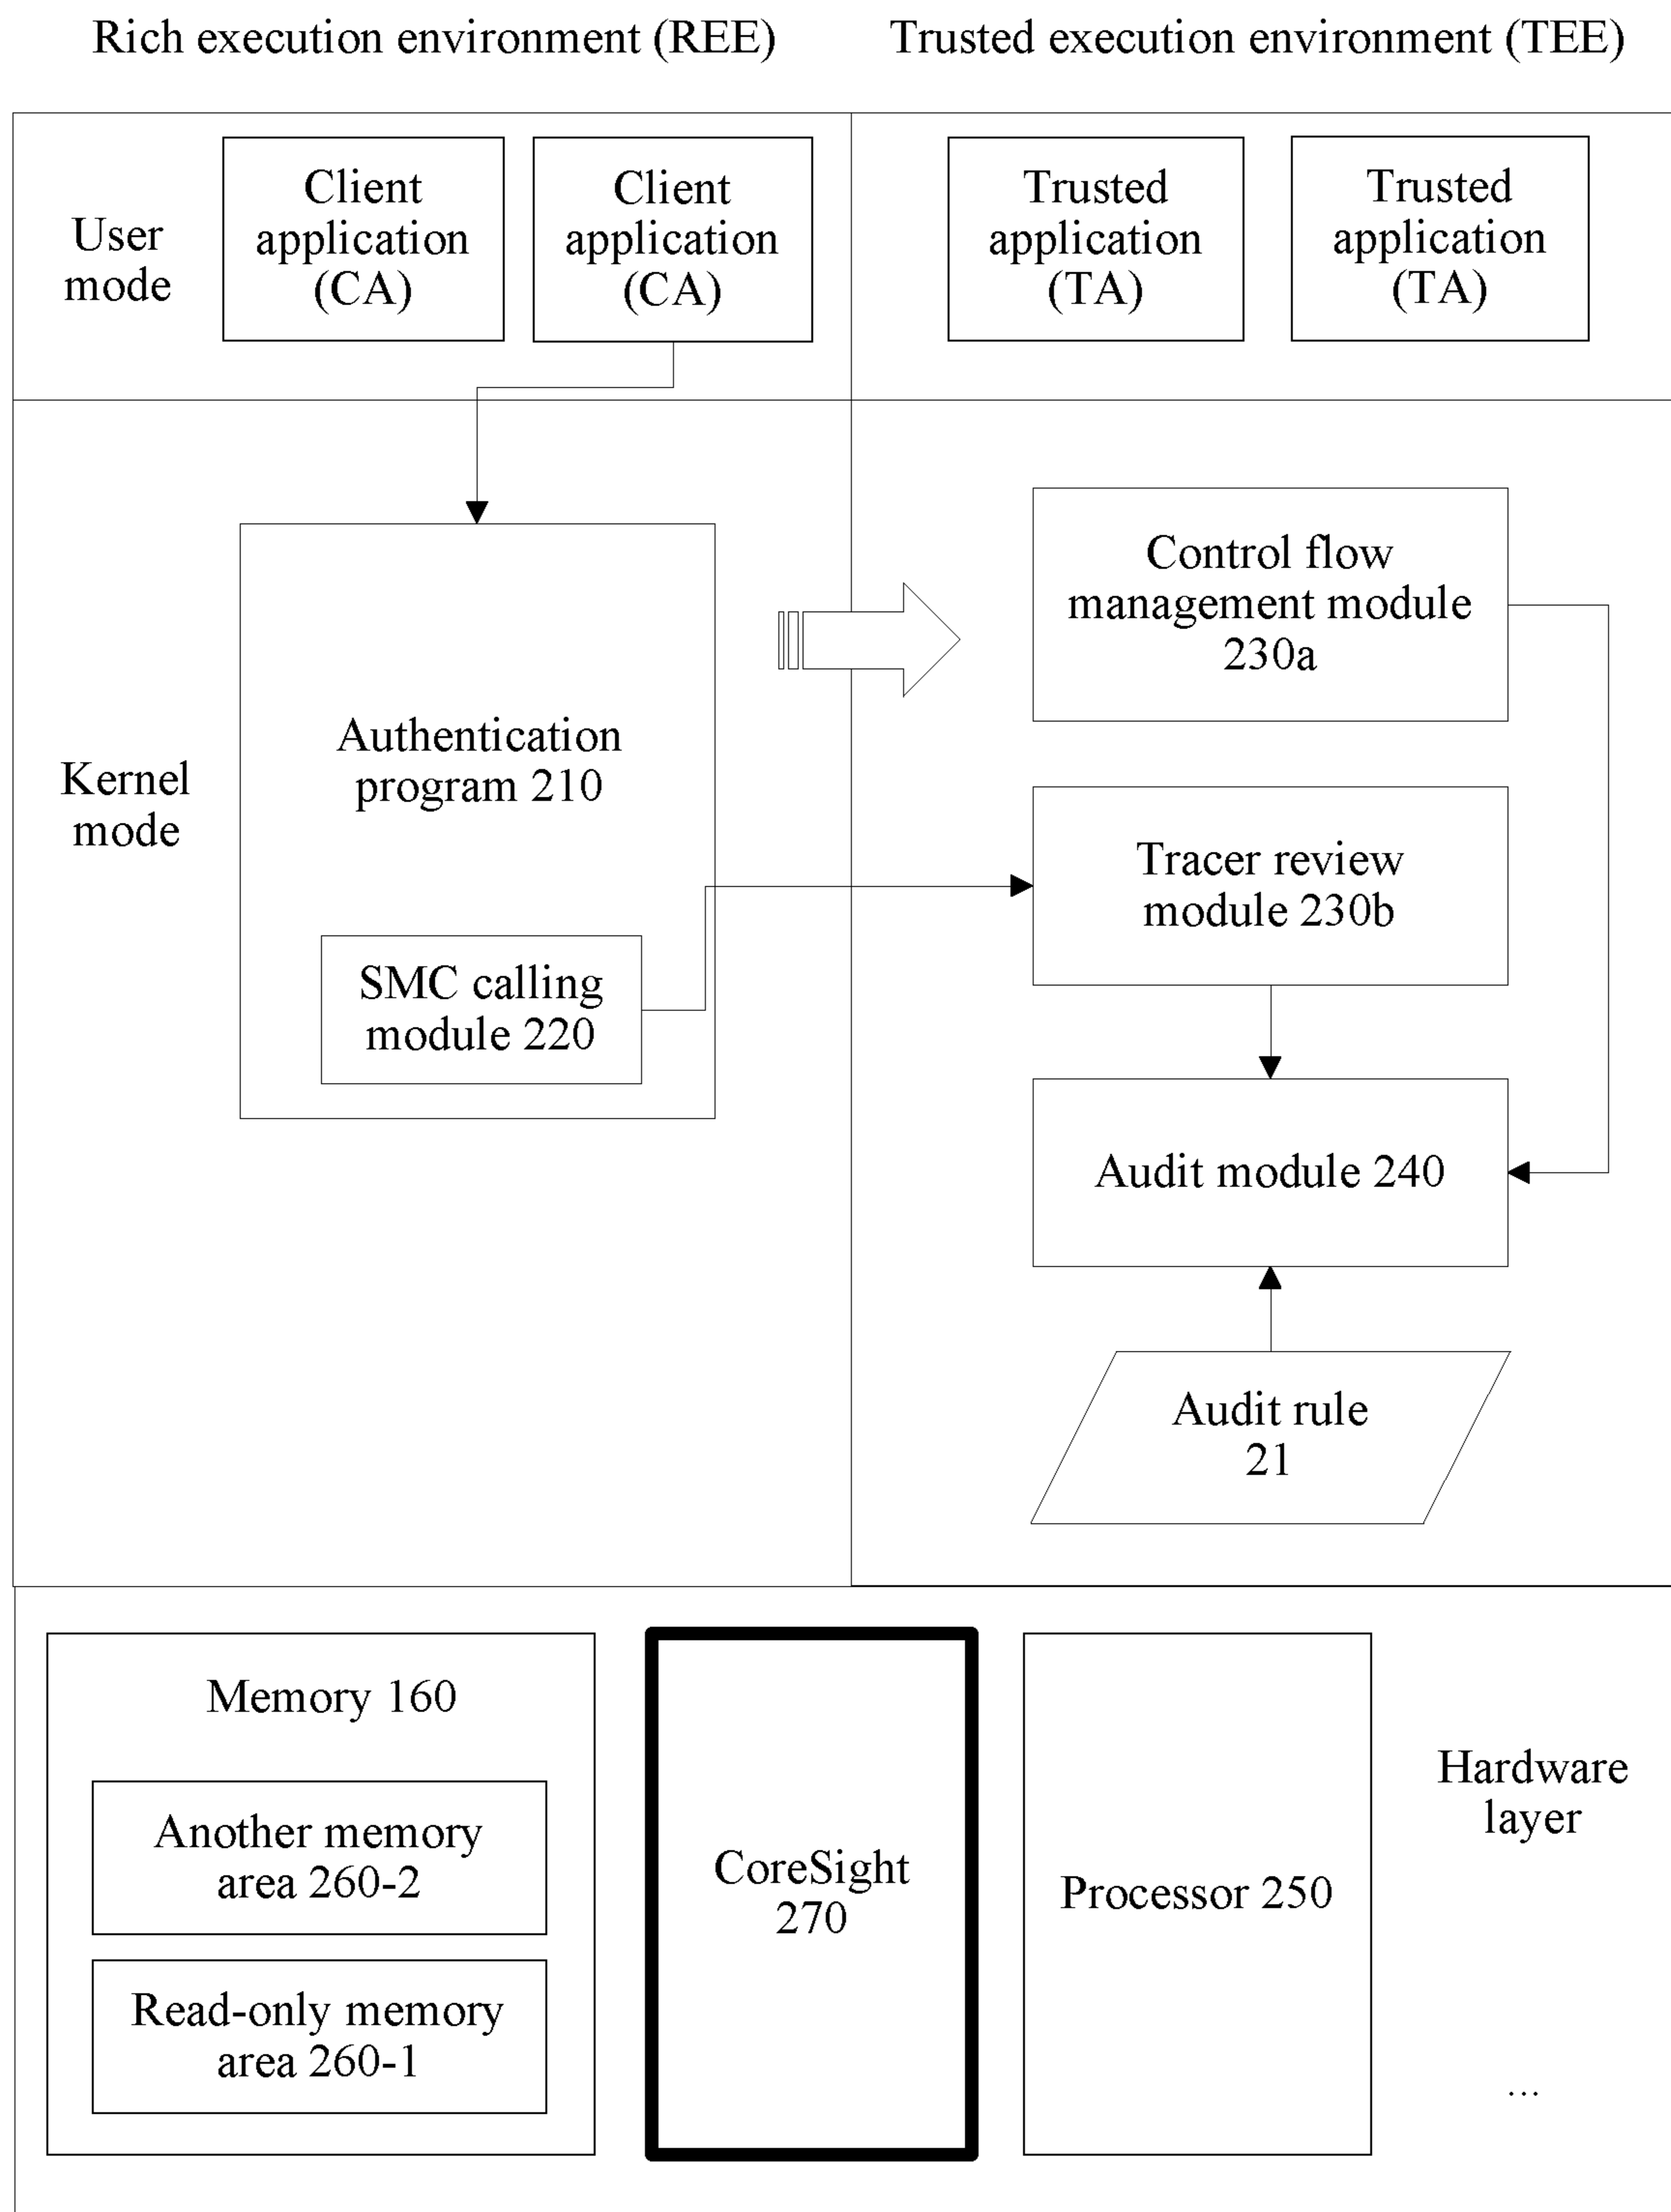 Rich execution environment (REE)
Trusted execution environment (TEE)
User
mode
Client
application
(CA)
Client
application
(CA)
Trusted
application
(TA)
Trusted
application
(TA)
Kernel
mode
Authentication
program 210
SMC calling
module 220
Control flow
management module
230a
Tracer review
module 230b
Audit module 240
Audit rule
21
Memory 160
Another memory
area 260-2
Read-only memory
area 260-1
CoreSight
270
Processor 250
Hardware
layer
...